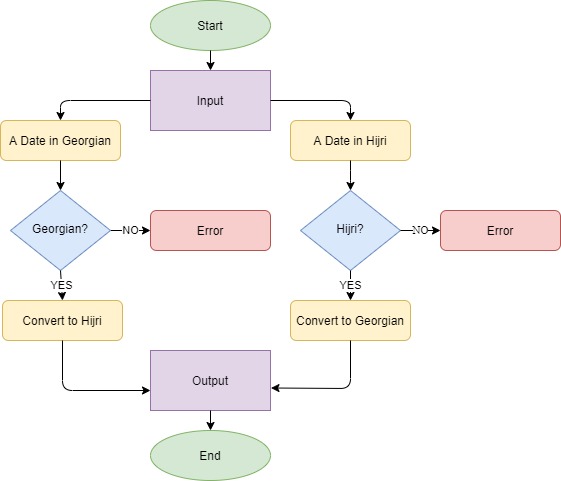 Start
Input
A Date in Georgian
A Date in Hijri
Georgian?
NO
Error
Hijri?
NO
Error
YES
YES
Convert to Hijri
Convert to Georgian
Output
End